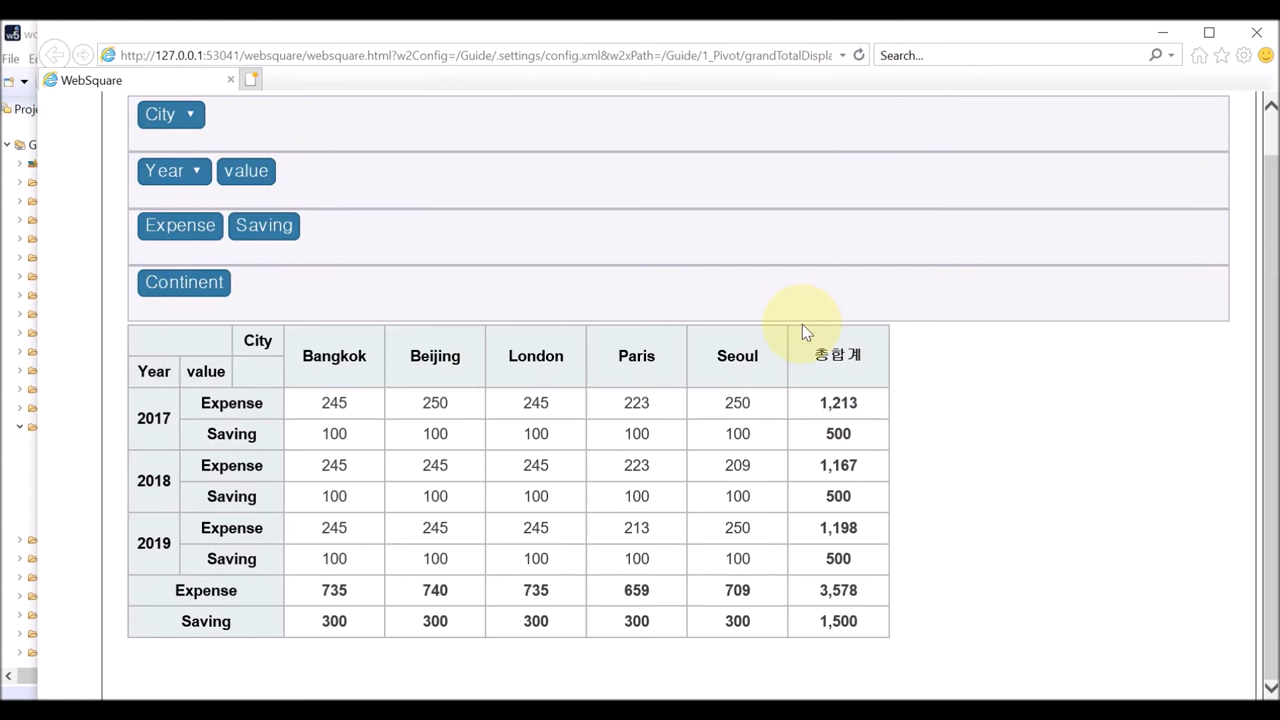 w5 wo
http://127.0.0.1:53041/websquare/websquare.html?w2Config=/Guide/.settings/config.xml&w2xPath=/Guide/1_Pivot/grandTotalDispla
Search...
File
WebSquare
Proje
G
City ▼
Year ▼ value
Expense Saving
Continent
City Bangkok Beijing London Paris Seoul 총합계
Year value
2017 Expense 245 250 245 223 250 1,213
Saving 100 100 100 100 100 500
2018 Expense 245 245 245 223 209 1,167
Saving 100 100 100 100 100 500
2019 Expense 245 245 245 213 250 1,198
Saving 100 100 100 100 100 500
Expense 735 740 735 659 709 3,578
Saving 300 300 300 300 300 1,500